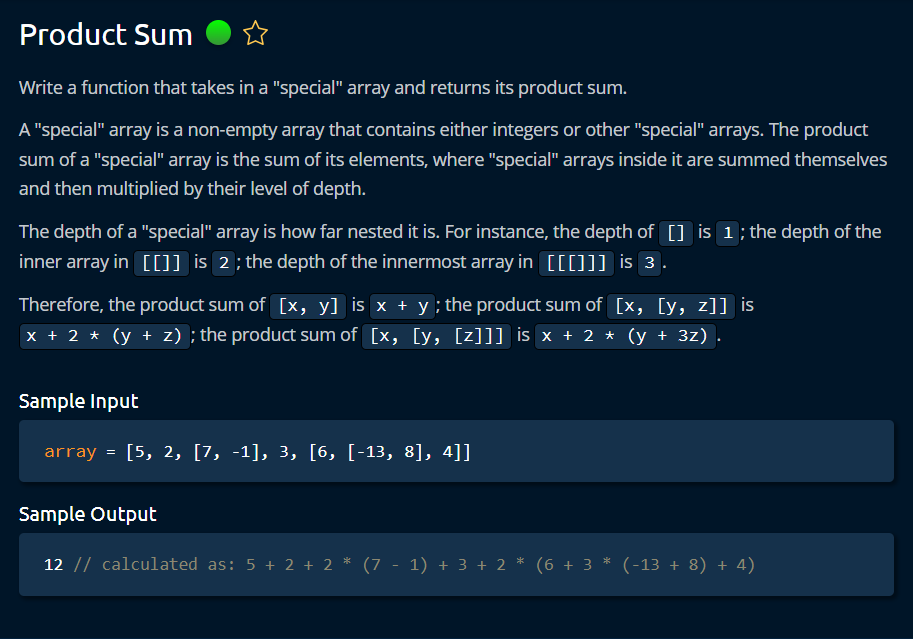 Product Sum
Write a function that takes in a "special" array and returns its product sum.
A "special" array is a non-empty array that contains either integers or other "special" arrays. The product
sum of a "special" array is the sum of its elements, where "special" arrays inside it are summed themselves
and then multiplied by their level of depth.
The depth of a "special" array is how far nested it is. For instance, the depth of [] is 1; the depth of the
inner array in [[]] is 2; the depth of the innermost array in [[[]]] is 3.
Therefore, the product sum of [x, y] is x + y; the product sum of [x, [y, z]] is
x + 2 * (y + z); the product sum of [x, [y, [z]]] is x + 2 * (y + 3z).
Sample Input
array = [5, 2, [7, -1], 3, [6, [-13, 8], 4]]
Sample Output
12 // calculated as: 5 + 2 + 2 * (7 - 1) + 3 + 2 * (6 + 3 * (-13 + 8) + 4)